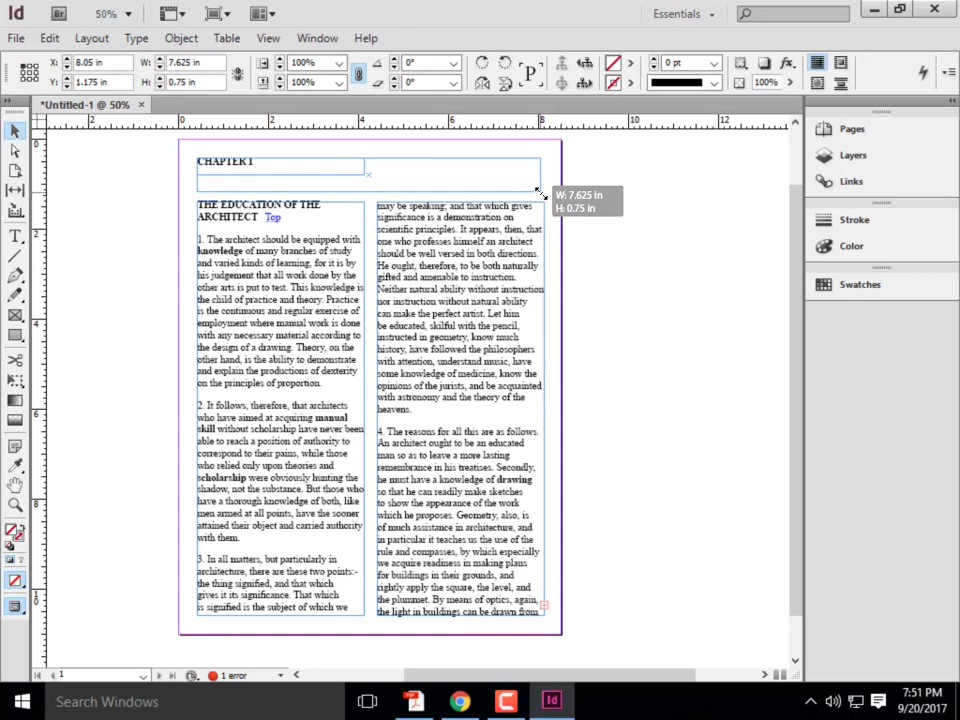 Id Br 50% Essentials
File Edit Layout Type Object Table View Window Help
X: 8.05 in W: 7.625 in 100% 0° P 0 pt fx.
Y: 1.175 in H: 0.75 in 100% 0° 100%
*Untitled-1 @ 50% ×
2 0 2 4 6 8 10 12
0
2
4
6
8
10
CHAPTER I
W: 7.625 in
H: 0.75 in
THE EDUCATION OF THE
ARCHITECT Top
1. The architect should be equipped with
knowledge of many branches of study
and varied kinds of learning, for it is by
his judgement that all work done by the
other arts is put to test. This knowledge is
the child of practice and theory. Practice
is the continuous and regular exercise of
employment where manual work is done
with any necessary material according to
the design of a drawing. Theory, on the
other hand, is the ability to demonstrate
and explain the productions of dexterity
on the principles of proportion.
2. It follows, therefore, that architects
who have aimed at acquiring manual
skill without scholarship have never been
able to reach a position of authority to
correspond to their pains, while those
who relied only upon theories and
scholarship were obviously hunting the
shadow, not the substance. But those who
have a thorough knowledge of both, like
men armed at all points, have the sooner
attained their object and carried authority
with them.
3. In all matters, but particularly in
architecture, there are these two points:-
the thing signified, and that which
gives it its significance. That which
is signified is the subject of which we
may be speaking; and that which gives
significance is a demonstration on
scientific principles. It appears, then, that
one who professes himself an architect
should be well versed in both directions.
He ought, therefore, to be both naturally
gifted and amenable to instruction.
Neither natural ability without instruction
nor instruction without natural ability
can make the perfect artist. Let him
be educated, skilful with the pencil,
instructed in geometry, know much
history, have followed the philosophers
with attention, understand music, have
some knowledge of medicine, know the
opinions of the jurists, and be acquainted
with astronomy and the theory of the
heavens.
4. The reasons for all this are as follows.
An architect ought to be an educated
man so as to leave a more lasting
remembrance in his treatises. Secondly,
he must have a knowledge of drawing
so that he can readily make sketches
to show the appearance of the work
which he proposes. Geometry, also, is
of much assistance in architecture, and
in particular it teaches us the use of the
rule and compasses, by which especially
we acquire readiness in making plans
for buildings in their grounds, and
rightly apply the square, the level, and
the plummet. By means of optics, again,
the light in buildings can be drawn from
Pages
Layers
Links
Stroke
Color
Swatches
1 1 error
Search Windows Id 7:51 PM
9/20/2017